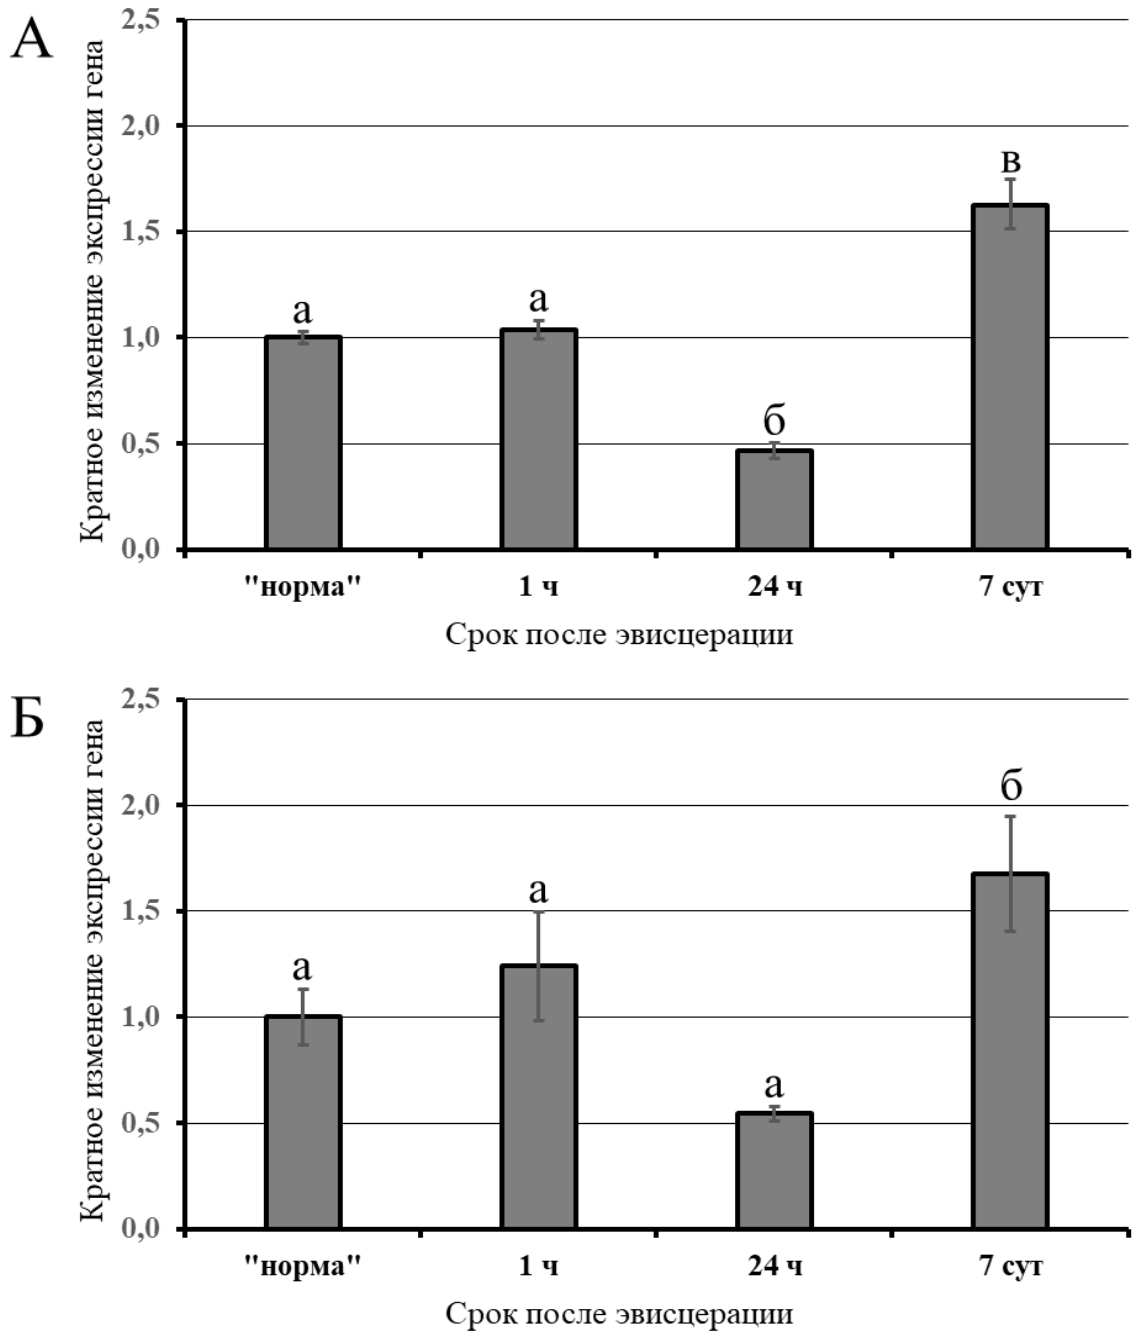 А
Кратное изменение экспрессии гена
2,5
2,0
1,5
1,0
0,5
0,0
а
а
б
в
"норма" 1 ч 24 ч 7 сут
Срок после эвисцерации
Б
Кратное изменение экспрессии гена
2,5
2,0
1,5
1,0
0,5
0,0
а
а
а
б
"норма" 1 ч 24 ч 7 сут
Срок после эвисцерации